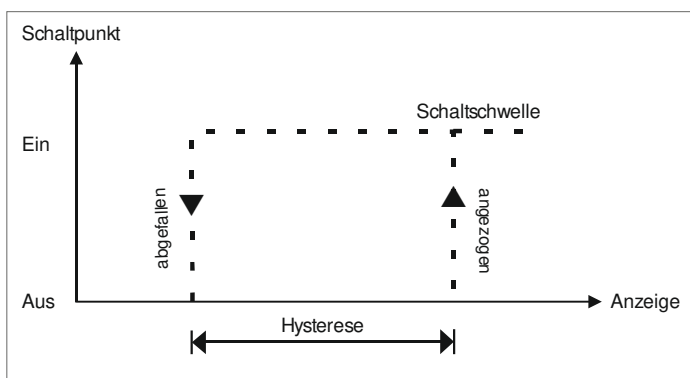 Schaltpunkt
Schaltschwelle
Ein
abgefallen
angezogen
Aus
Anzeige
Hysterese